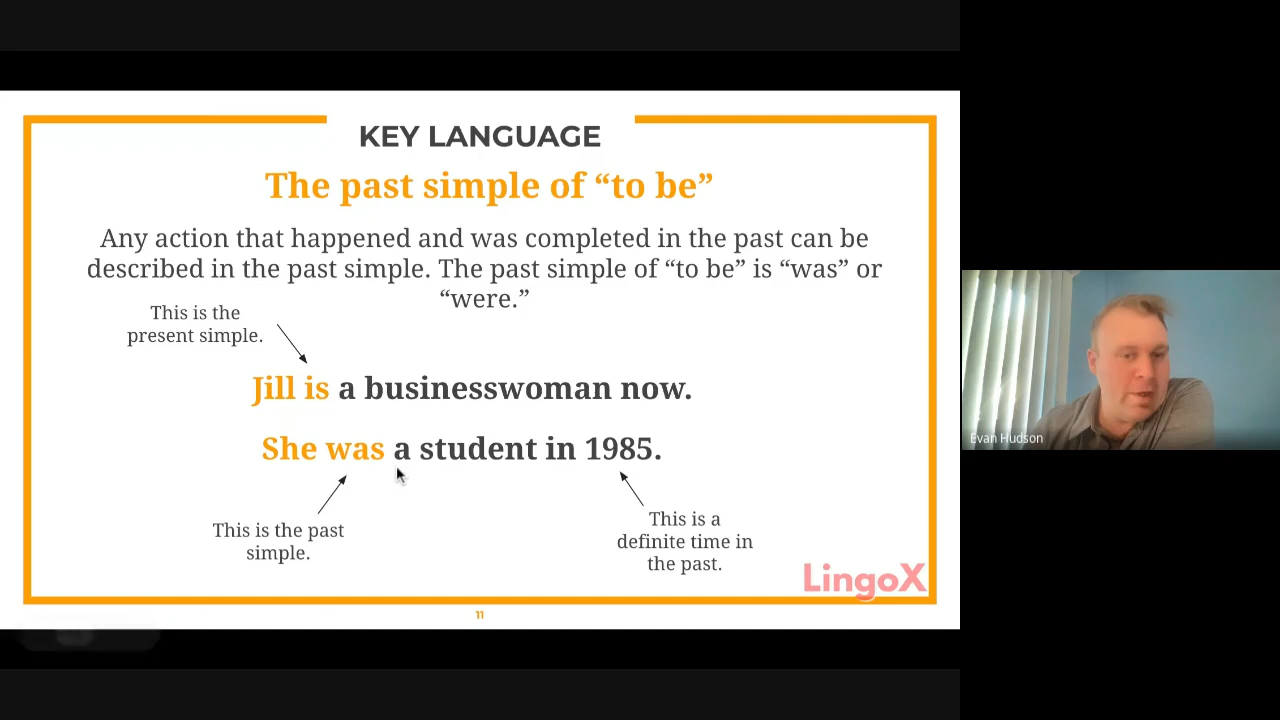 KEY LANGUAGE
The past simple of “to be”
Any action that happened and was completed in the past can be
described in the past simple. The past simple of “to be” is “was” or
“were.”
This is the
present simple.
Jill is a businesswoman now.
She was a student in 1985.
This is the past
simple.
This is a
definite time in
the past.
LingoX
11
Evan Hudson